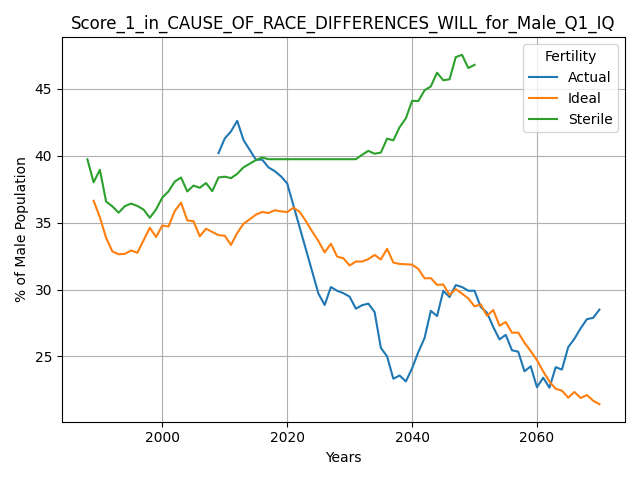 Score_1_in_CAUSE_OF_RACE_DIFFERENCES_WILL_for_Male_Q1_IQ
Fertility
Actual
Ideal
Sterile
% of Male Population
45
40
35
30
25
2000
2020
2040
2060
Years